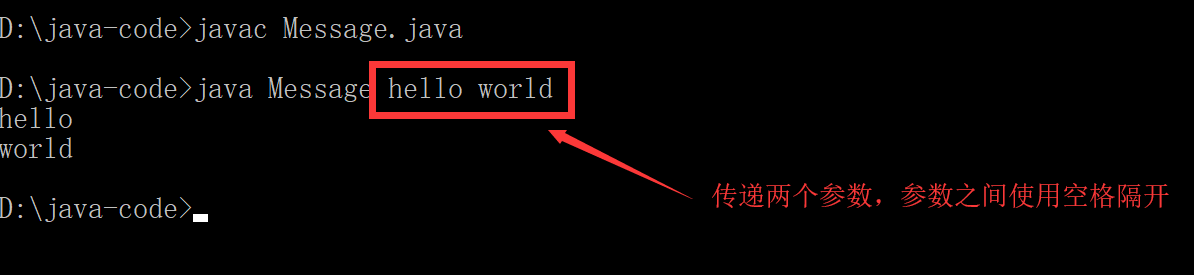 D:\java-code>javac Message.java
D:\java-code>java Message hello world
hello
world
传递两个参数，参数之间使用空格隔开
D:\java-code>